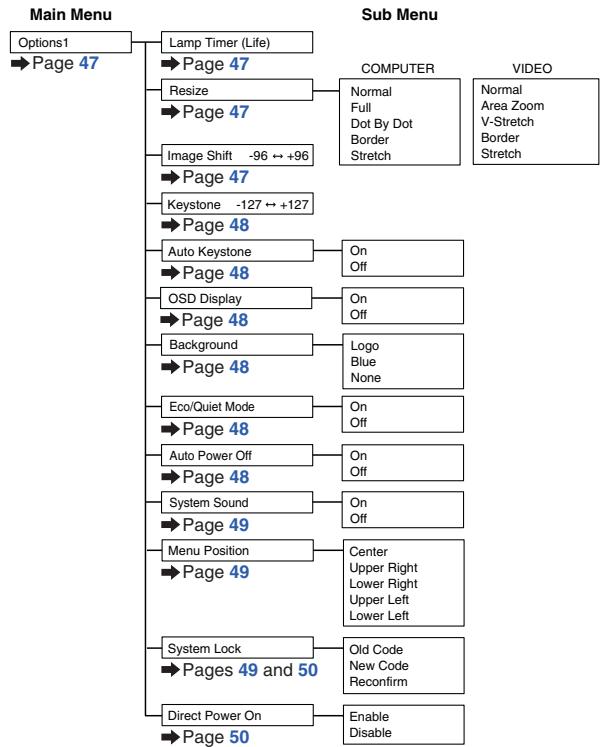 Main Menu
Sub Menu
Options1
➡Page 47
Lamp Timer (Life)
➡Page 47
Resize
➡Page 47
COMPUTER
Normal
Full
Dot By Dot
Border
Stretch
VIDEO
Normal
Area Zoom
V-Stretch
Border
Stretch
Image Shift -96 ↔ +96
➡Page 47
Keystone -127 ↔ +127
➡Page 48
Auto Keystone
➡Page 48
On
Off
OSD Display
➡Page 48
On
Off
Background
➡Page 48
Logo
Blue
None
Eco/Quiet Mode
➡Page 48
On
Off
Auto Power Off
➡Page 48
On
Off
System Sound
➡Page 49
On
Off
Menu Position
➡Page 49
Center
Upper Right
Lower Right
Upper Left
Lower Left
System Lock
➡Pages 49 and 50
Old Code
New Code
Reconfirm
Direct Power On
➡Page 50
Enable
Disable